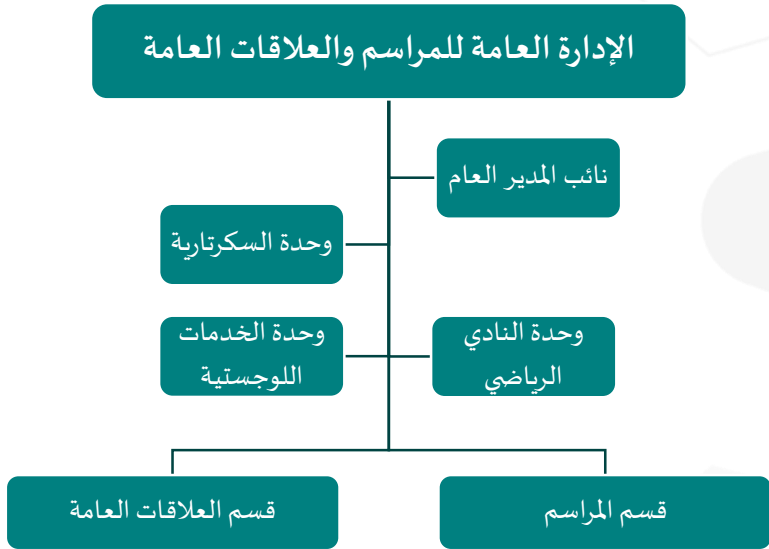 الإدارة العامة للمراسم والعلاقات العامة
نائب المدير العام
وحدة السكرتارية
وحدة النادي
الرياضي
وحدة الخدمات
اللوجستية
قسم المراسم
قسم العلاقات العامة